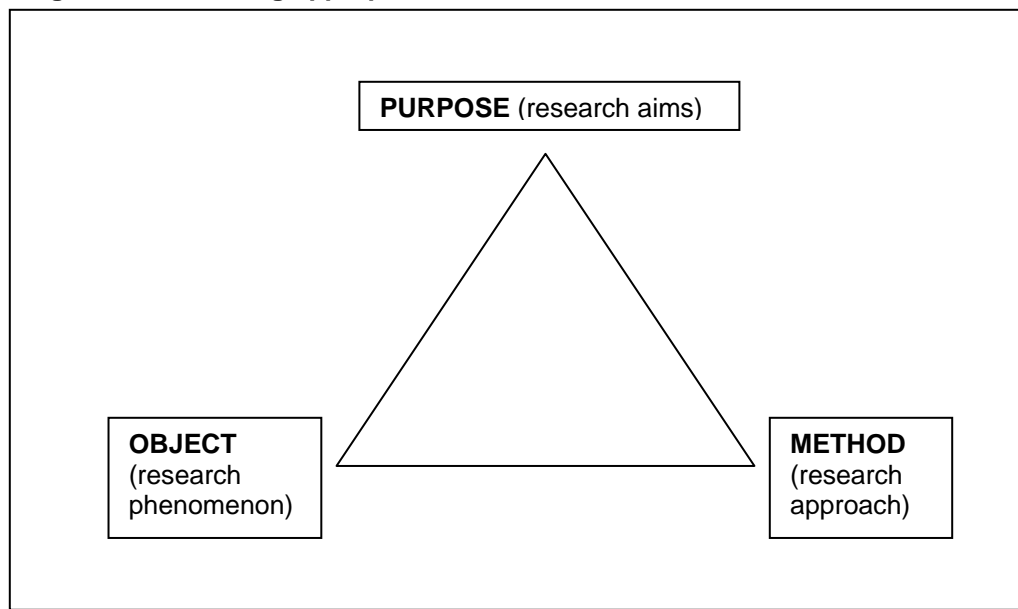 PURPOSE (research aims)
OBJECT
(research
phenomenon)
METHOD
(research
approach)